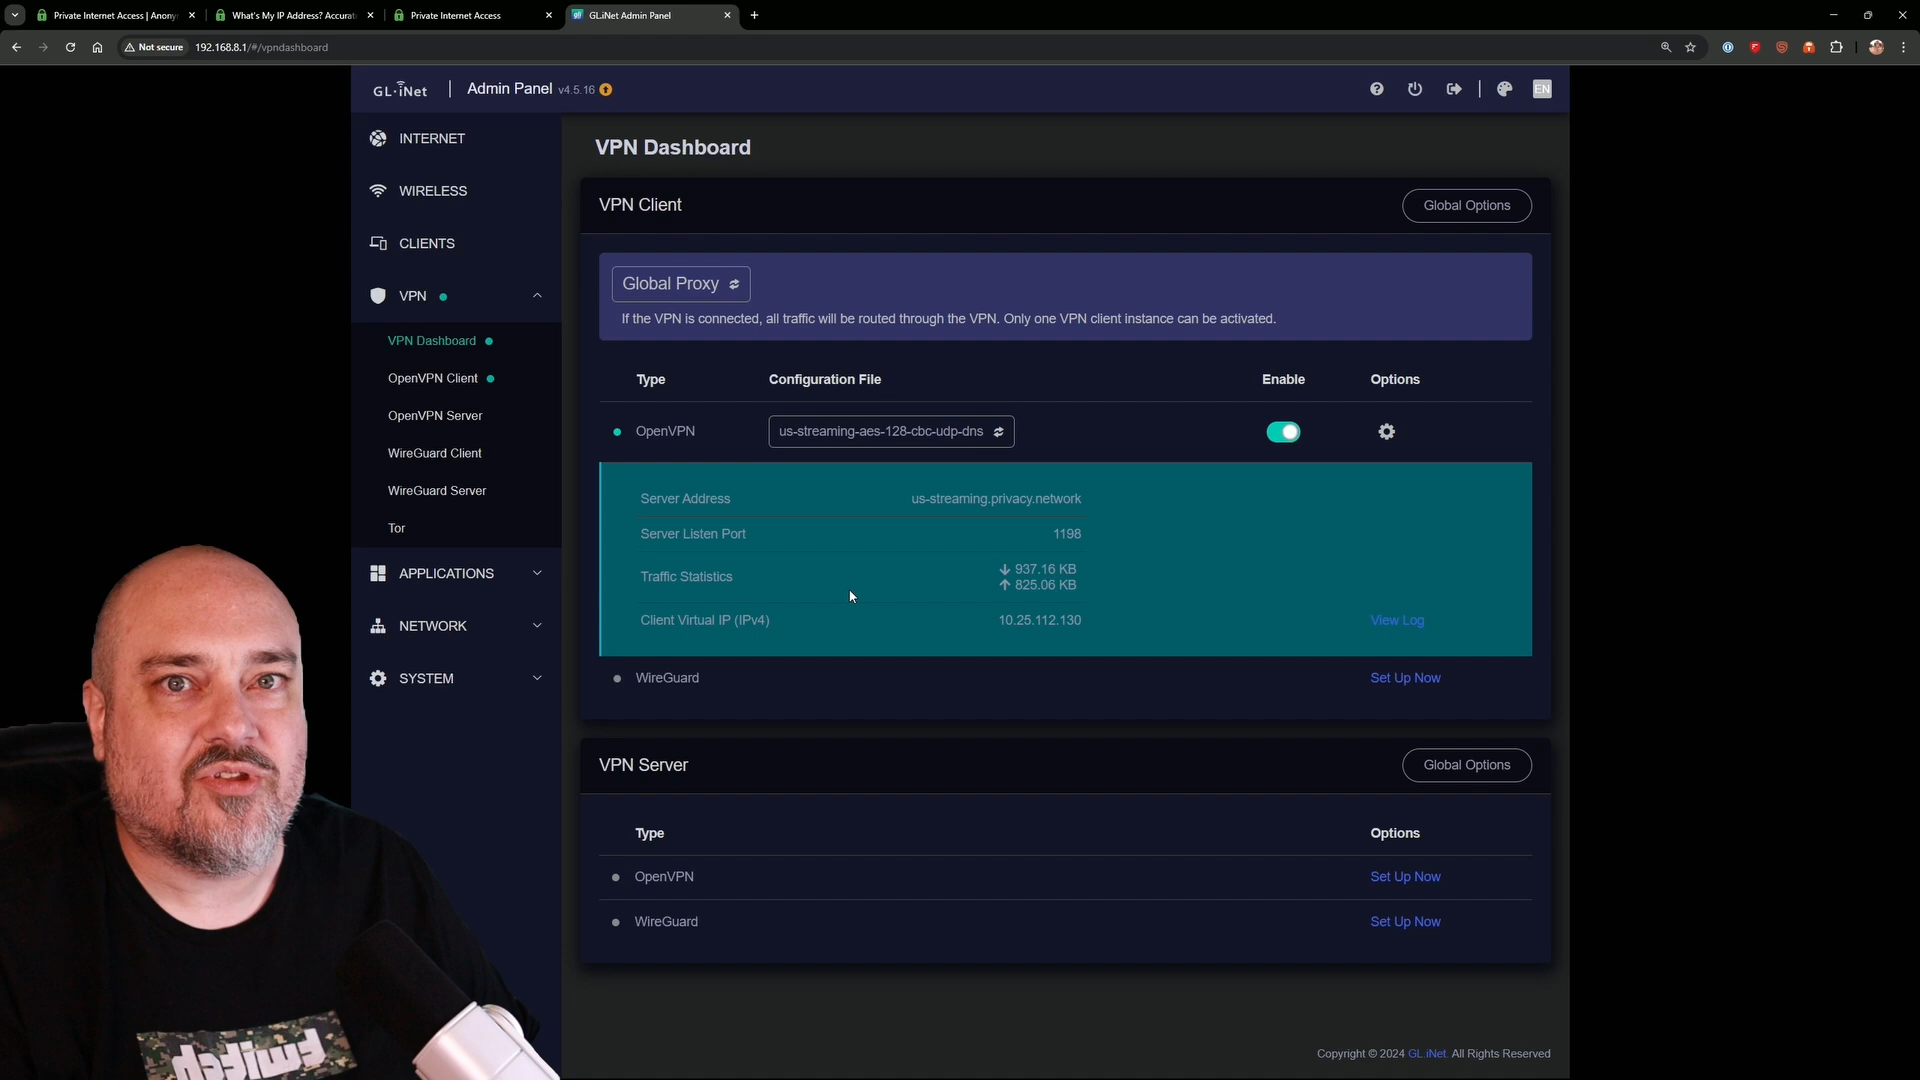 Private Internet Access | Anony
What's My IP Address? Accurat
Private Internet Access
GL.iNet Admin Panel
Not secure
192.168.8.1/#/vpndashboard
GL·iNet
Admin Panel v4.5.16
EN
INTERNET
WIRELESS
CLIENTS
VPN
VPN Dashboard
OpenVPN Client
OpenVPN Server
WireGuard Client
WireGuard Server
Tor
APPLICATIONS
NETWORK
SYSTEM
VPN Dashboard
VPN Client
Global Options
Global Proxy
If the VPN is connected, all traffic will be routed through the VPN. Only one VPN client instance can be activated.
Type Configuration File Enable Options
OpenVPN us-streaming-aes-128-cbc-udp-dns
Server Address us-streaming.privacy.network
Server Listen Port 1198
Traffic Statistics 937.16 KB
825.06 KB
Client Virtual IP (IPv4) 10.25.112.130 View Log
WireGuard Set Up Now
VPN Server
Global Options
Type Options
OpenVPN Set Up Now
WireGuard Set Up Now
Copyright © 2024 GL.iNet. All Rights Reserved
twitch